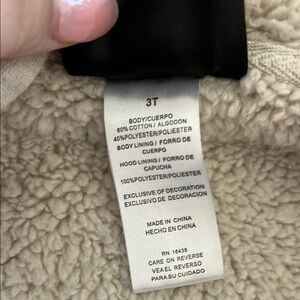 3T
BODY/CUERPO
60% COTTON / ALGODON
40%POLYESTER/POLIESTER
BODY LINING / FORRO DE
CUERPO
HOOD LINING / FORRO DE
CAPUCHA
100%POLYESTER/POLIESTER
EXCLUSIVE OF DECORATION
EXCLUSIVO DE DECORACION
MADE IN CHINA
HECHO EN CHINA
RN 16435
CARE ON REVERSE
VEA EL REVERSO
PARA SU CUIDADO